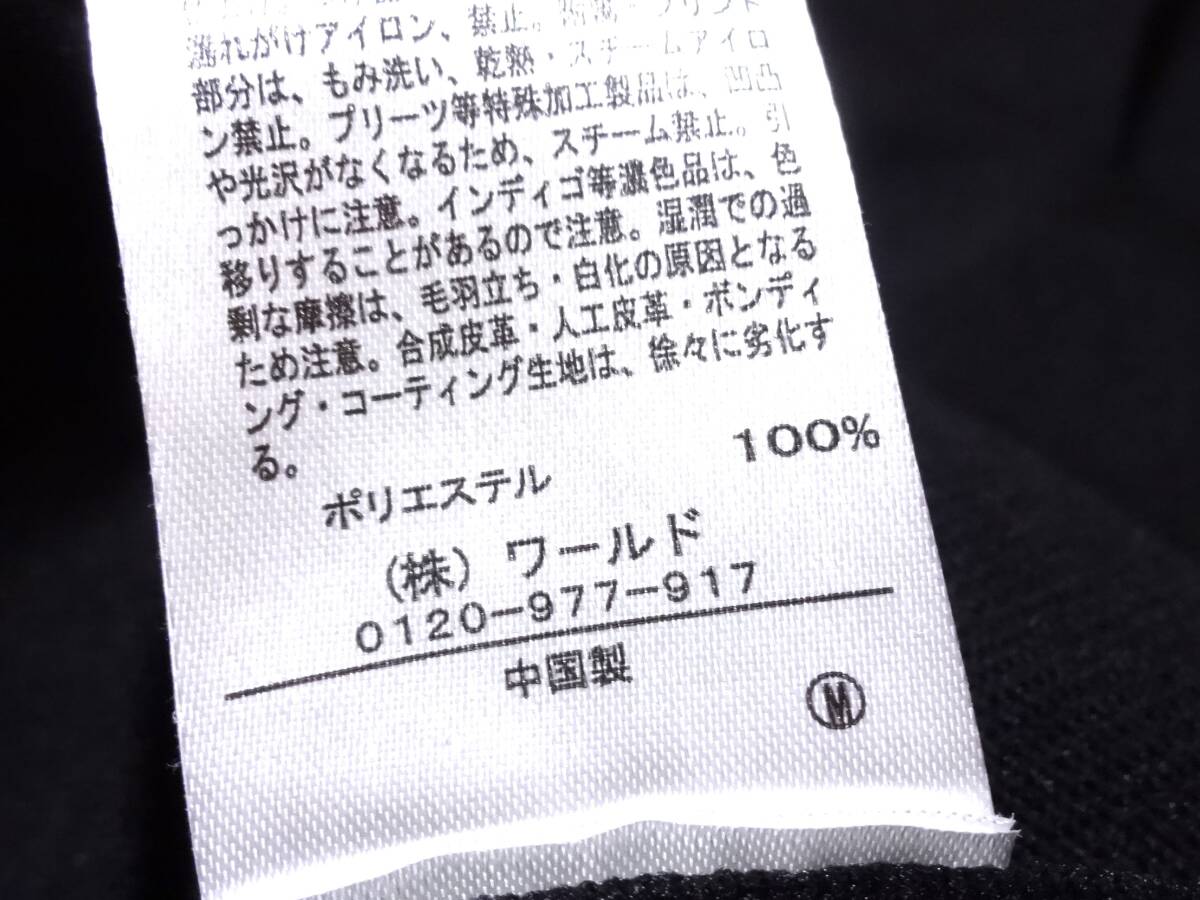 濡れがけアイロン、禁止。
部分は、もみ洗い、乾熱・スチームアイロ
ン禁止。プリーツ等特殊加工製品は、凹凸
や光沢がなくなるため、スチーム禁止。引
っかけに注意。インディゴ等濃色品は、色
移りすることがあるので注意。湿潤での過
剰な摩擦は、毛羽立ち・白化の原因となる
ため注意。合成皮革・人工皮革・ボンディ
ング・コーティング生地は、徐々に劣化す
る。
ポリエステル 100%
(株) ワールド
0120-977-917
中国製
M